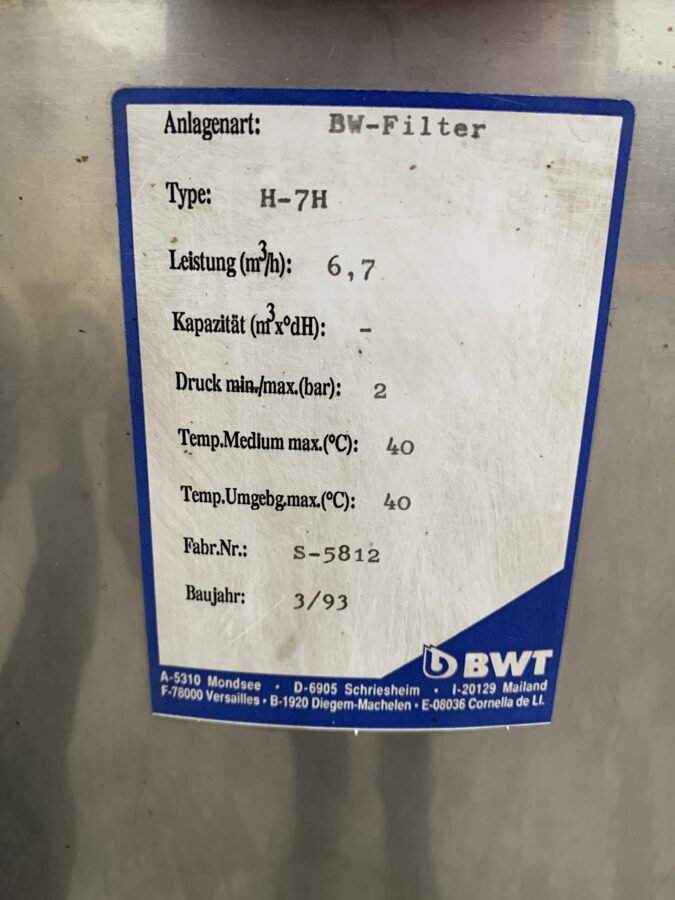 Anlagenart: BW-Filter
Type: H-7H
Leistung (m³/h): 6,7
Kapazität (m³x°dH): -
Druck min./max.(bar): 2
Temp.Medium max.(°C): 40
Temp.Umgebg.max.(°C): 40
Fabr.Nr.: S-5812
Baujahr: 3/93
BWT
A-5310 Mondsee • D-6905 Schriesheim • I-20129 Mailand
F-78000 Versailles • B-1920 Diegem-Machelen • E-08036 Cornella de Ll.